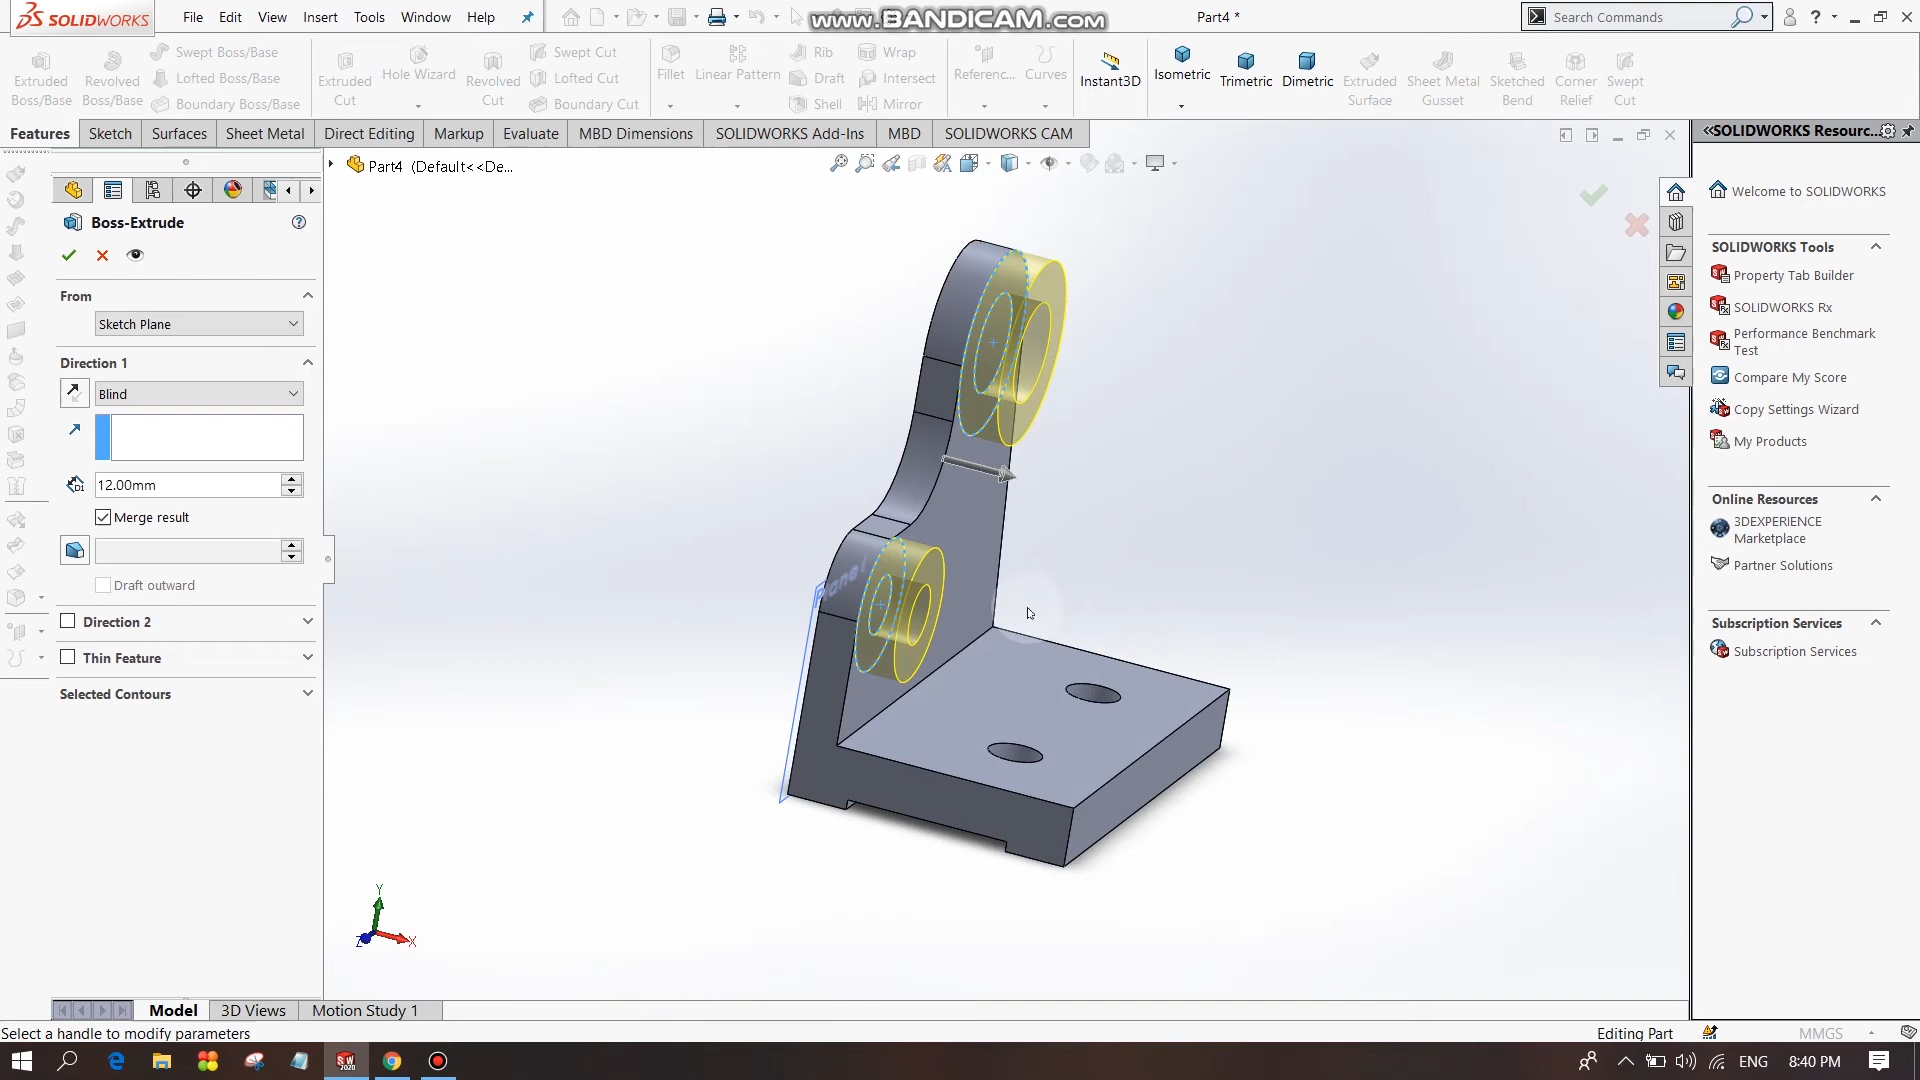 SOLIDWORKS
File Edit View Insert Tools Window Help
www.BANDICAM.com
Part4 *
Search Commands
Extruded Boss/Base
Revolved Boss/Base
Swept Boss/Base
Lofted Boss/Base
Boundary Boss/Base
Extruded Cut
Hole Wizard
Revolved Cut
Swept Cut
Lofted Cut
Boundary Cut
Fillet
Linear Pattern
Rib
Draft
Shell
Wrap
Intersect
Mirror
Referenc...
Curves
Instant3D
Isometric
Trimetric
Dimetric
Extruded Surface
Sheet Metal Gusset
Sketched Bend
Corner Relief
Swept Cut
Features Sketch Surfaces Sheet Metal Direct Editing Markup Evaluate MBD Dimensions SOLIDWORKS Add-Ins MBD SOLIDWORKS CAM
Part4 (Default<<De...
Boss-Extrude
From
Sketch Plane
Direction 1
Blind
D1
12.00mm
Merge result
Draft outward
Direction 2
Thin Feature
Selected Contours
Plane1
Y
X
Z
SOLIDWORKS Resourc...
Welcome to SOLIDWORKS
SOLIDWORKS Tools
Property Tab Builder
SOLIDWORKS Rx
Performance Benchmark
Test
Compare My Score
Copy Settings Wizard
My Products
Online Resources
3DEXPERIENCE
Marketplace
Partner Solutions
Subscription Services
Subscription Services
Model 3D Views Motion Study 1
Select a handle to modify parameters
Editing Part
MMGS
ENG 8:40 PM